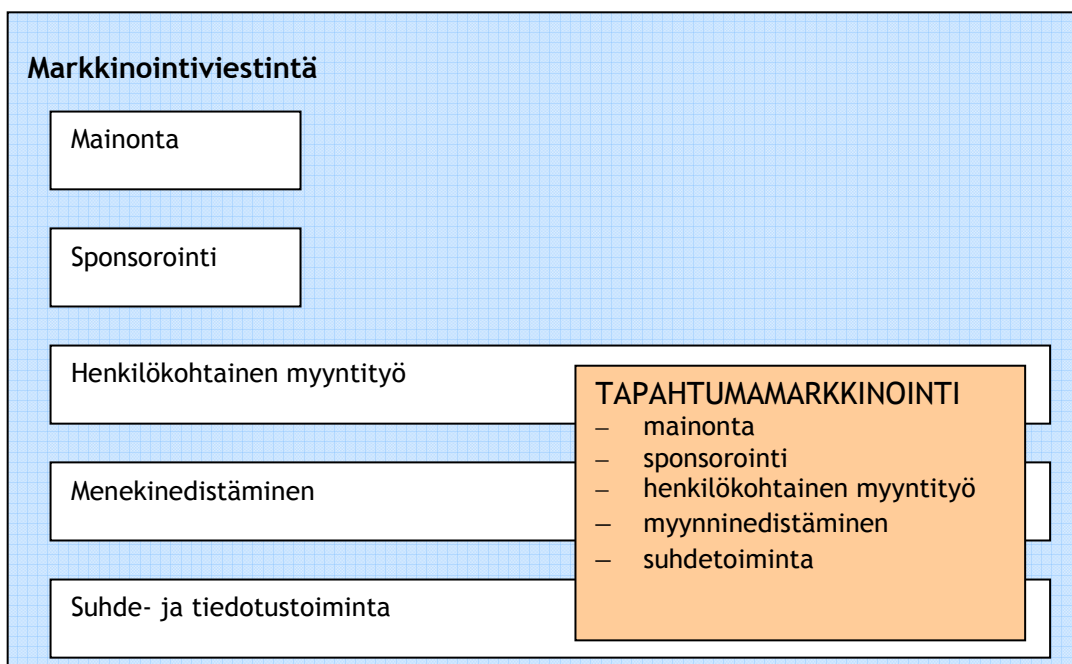 Markkinointiviestintä
Mainonta
Sponsorointi
Henkilökohtainen myyntityö
TAPAHTUMAMARKKINOINTI
– mainonta
– sponsorointi
– henkilökohtainen myyntityö
– myynninedistäminen
– suhdetoiminta
Menekinedistäminen
Suhde- ja tiedotustoiminta